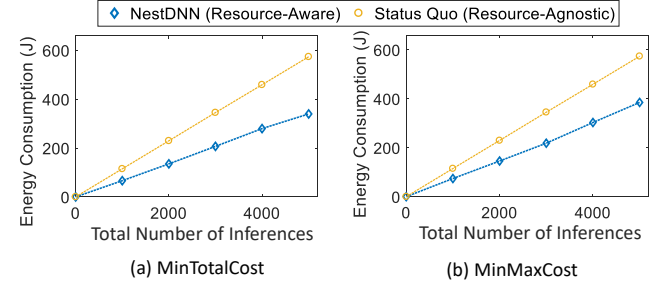 NestDNN (Resource-Aware) Status Quo (Resource-Agnostic)
Energy Consumption (J)
600
400
200
0
0 2000 4000
Total Number of Inferences
(a) MinTotalCost
Energy Consumption (J)
600
400
200
0
0 2000 4000
Total Number of Inferences
(b) MinMaxCost